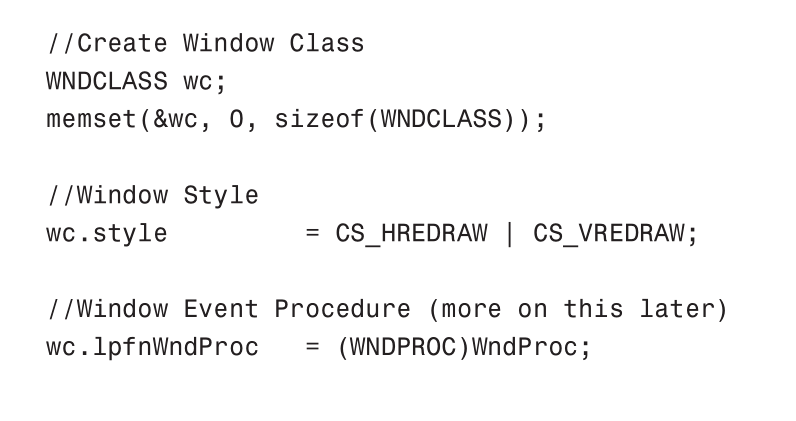 //Create Window Class
WNDCLASS wc;
memset(&wc, 0, sizeof(WNDCLASS));
//Window Style
wc.style         = CS_HREDRAW | CS_VREDRAW;
//Window Event Procedure (more on this later)
wc.lpfnWndProc   = (WNDPROC)WndProc;